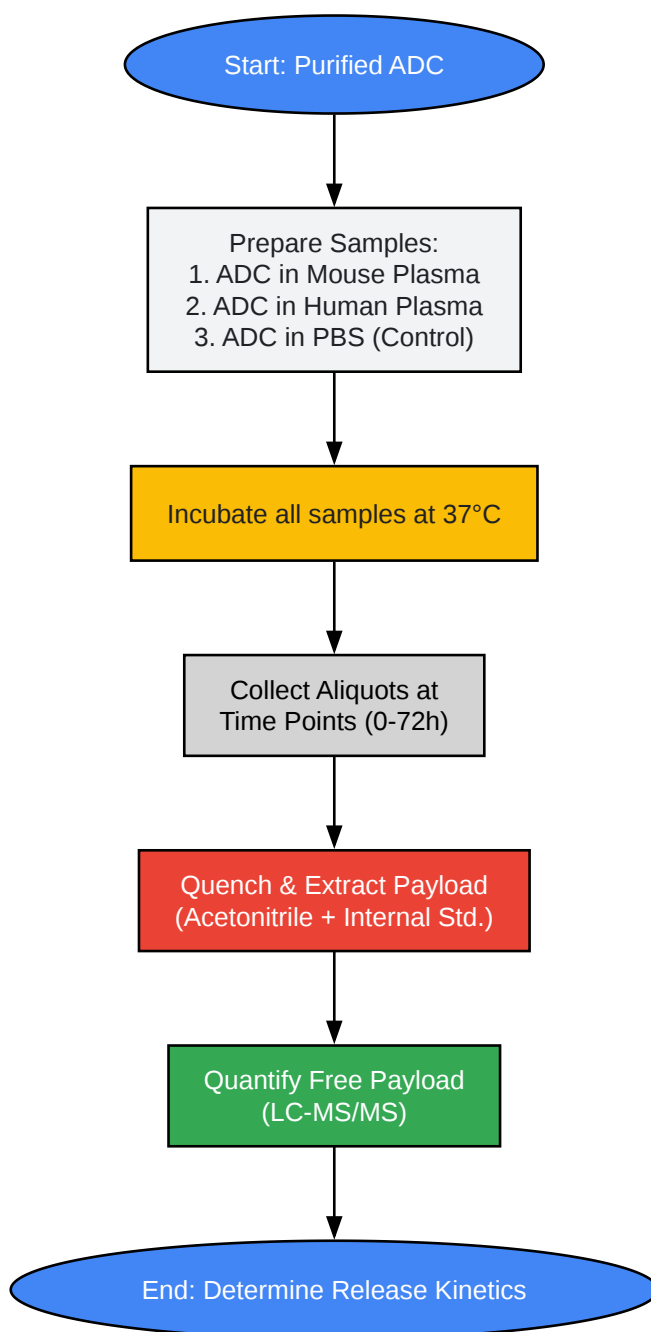 Start: Purified ADC
Prepare Samples:
1. ADC in Mouse Plasma
2. ADC in Human Plasma
3. ADC in PBS (Control)
Incubate all samples at 37°C
Collect Aliquots at
Time Points (0-72h)
Quench & Extract Payload
(Acetonitrile + Internal Std.)
Quantify Free Payload
(LC-MS/MS)
End: Determine Release Kinetics